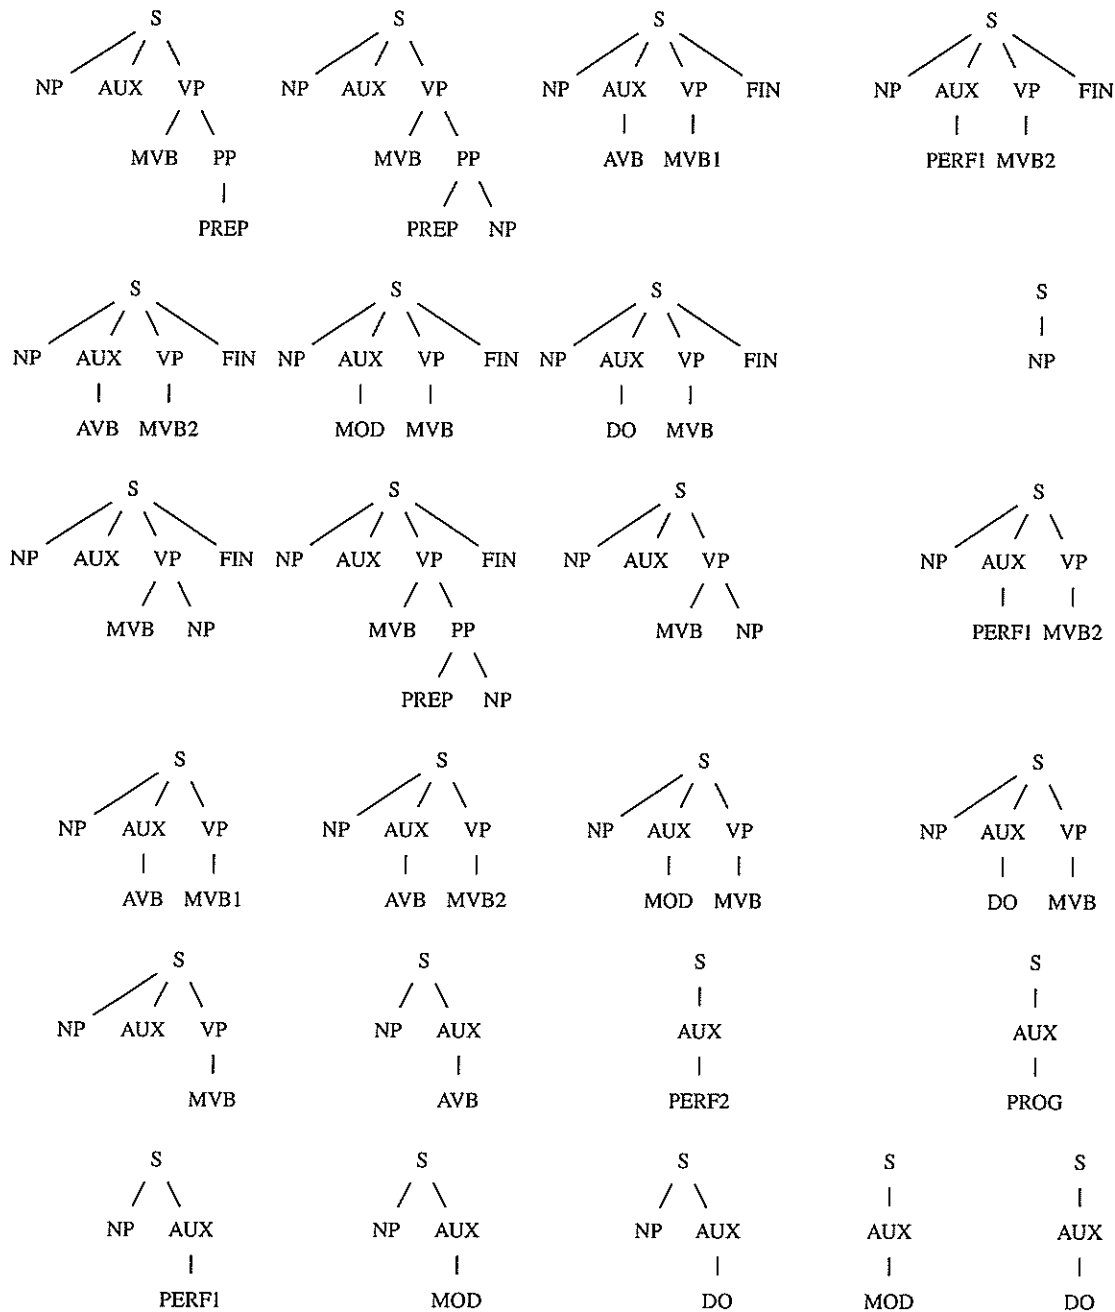 S S S S
NP AUX VP NP AUX VP NP AUX VP FIN NP AUX VP FIN
MVB PP MVB PP AVB MVB1 PERF1 MVB2
PREP PREP NP
S S S S
NP AUX VP FIN NP AUX VP FIN NP AUX VP FIN NP
AVB MVB2 MOD MVB DO MVB
S S S S
NP AUX VP FIN NP AUX VP FIN NP AUX VP NP AUX VP
MVB NP MVB PP MVB NP PERF1 MVB2
PREP NP
S S S S
NP AUX VP NP AUX VP NP AUX VP NP AUX VP
AVB MVB1 AVB MVB2 MOD MVB DO MVB
S S S S
NP AUX VP NP AUX AUX AUX
MVB AVB PERF2 PROG
S S S S S
NP AUX NP AUX NP AUX AUX AUX
PERF1 MOD DO MOD DO